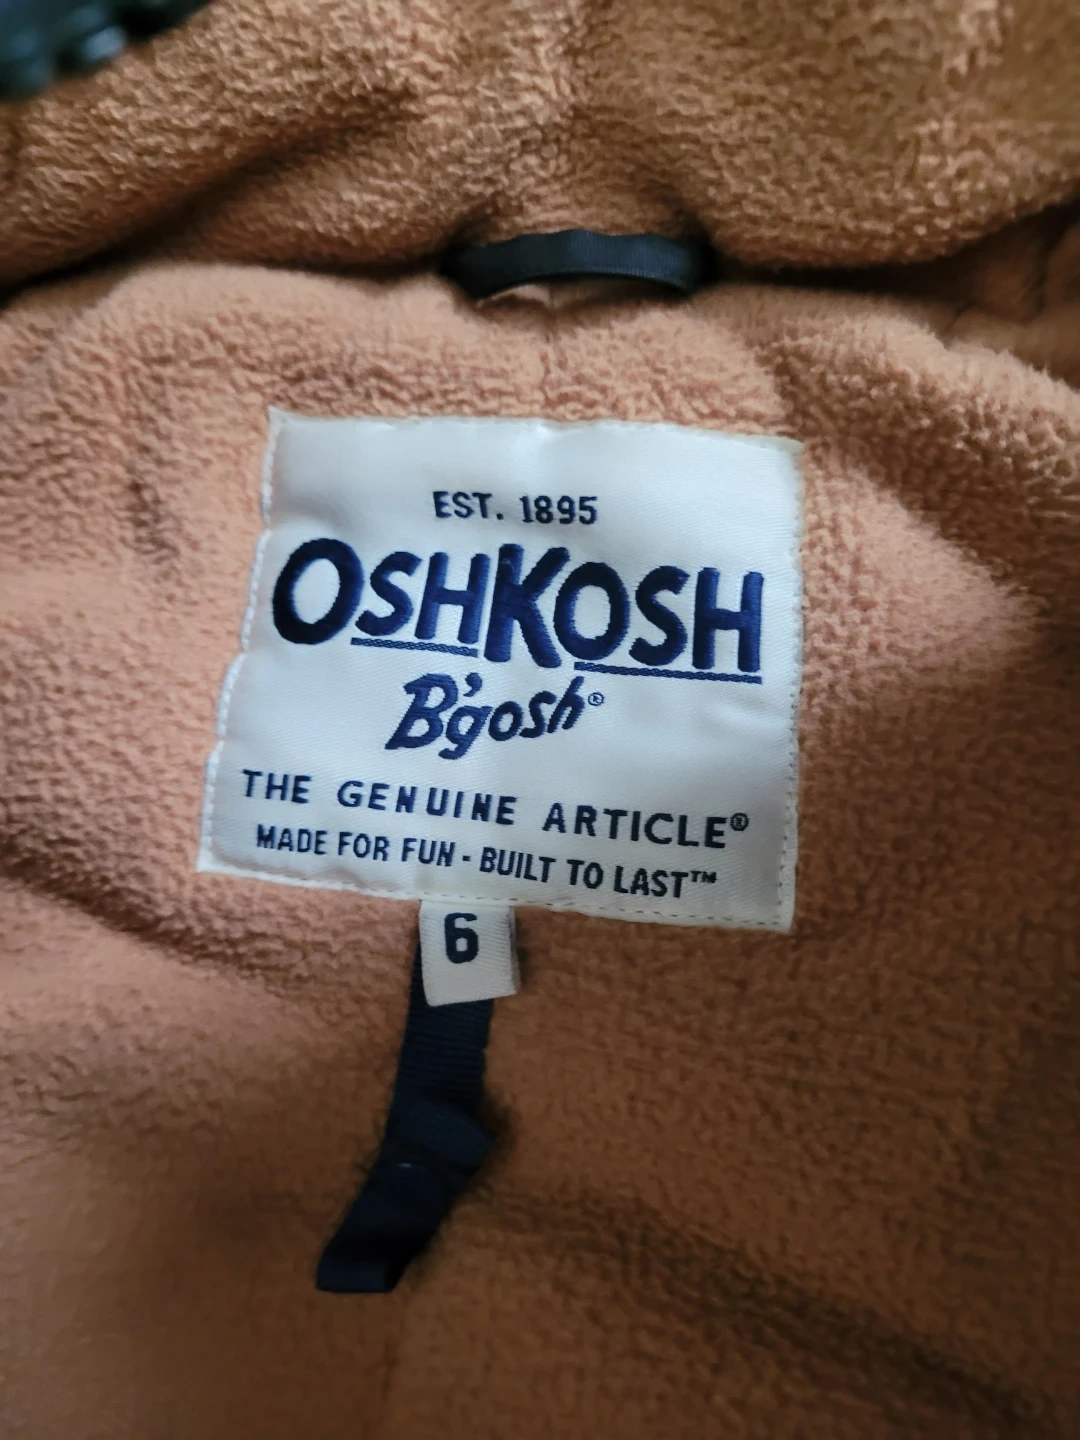 EST. 1895
OSHKOSH
B'gosh®
THE GENUINE ARTICLE®
MADE FOR FUN - BUILT TO LAST™
6